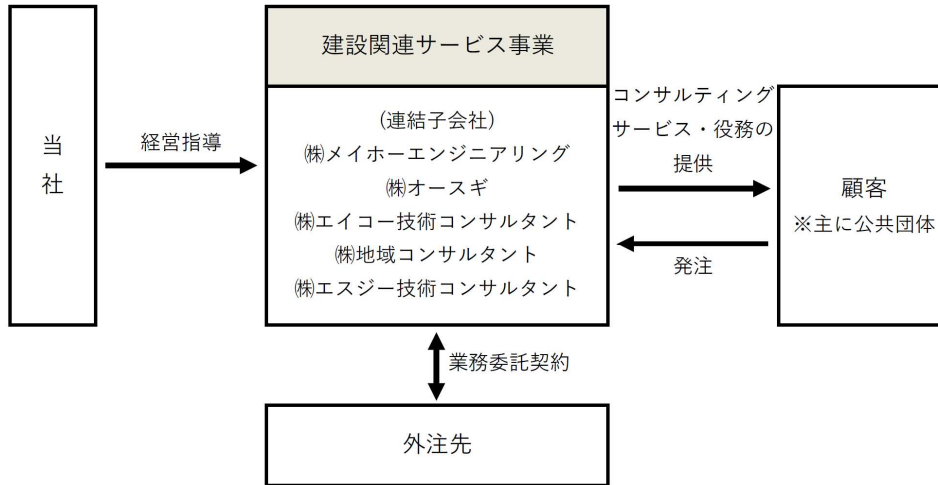 当
社
経営指導
建設関連サービス事業
(連結子会社)
㈱メイホーエンジニアリング
㈱オースギ
㈱エイコー技術コンサルタント
㈱地域コンサルタント
㈱エスジー技術コンサルタント
コンサルティング
サービス・役務の
提供
発注
顧客
※主に公共団体
業務委託契約
外注先